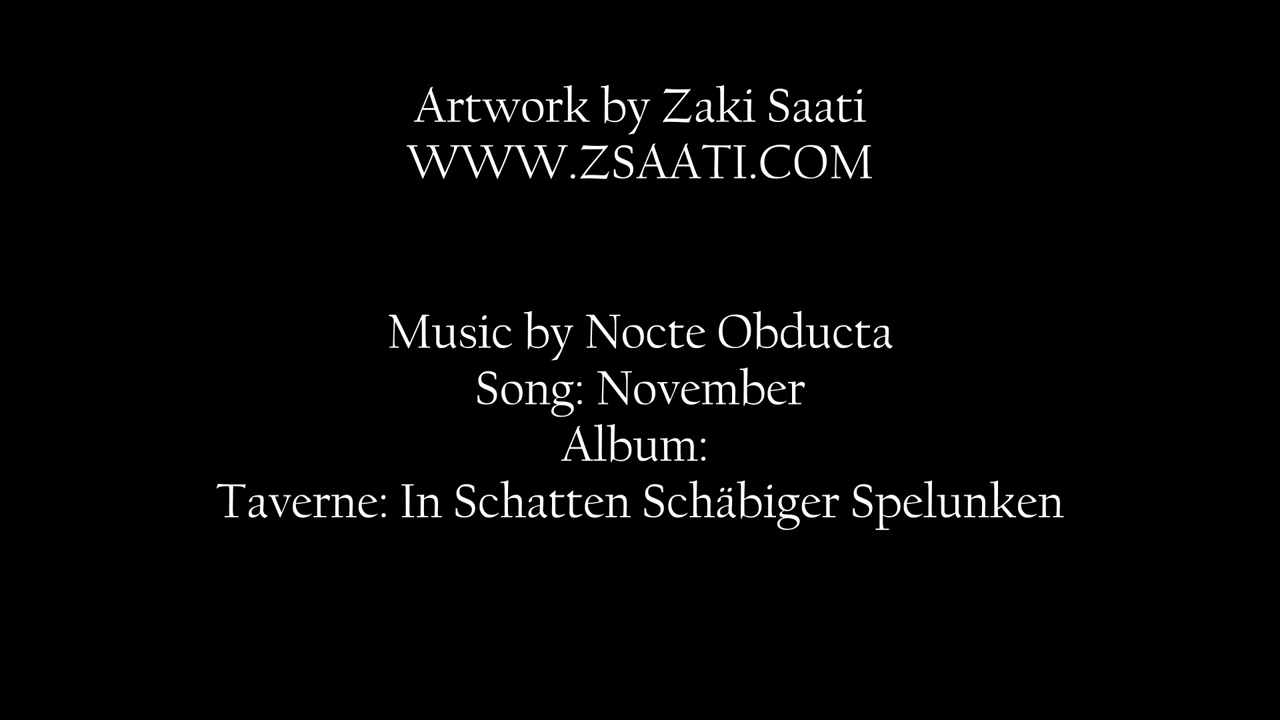 Artwork by Zaki Saati
WWW.ZSAATI.COM
Music by Nocte Obducta
Song: November
Album:
Taverne: In Schatten Schäbiger Spelunken